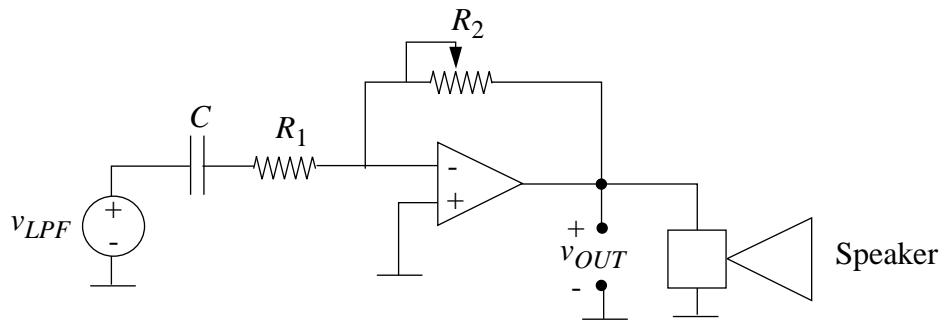 R2
C
R1
-
+
+
-
vLPF
+
vOUT
-
Speaker